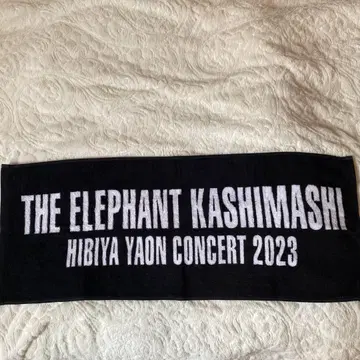 THE ELEPHANT KASHIMASHI
HIBIYA YAON CONCERT 2023